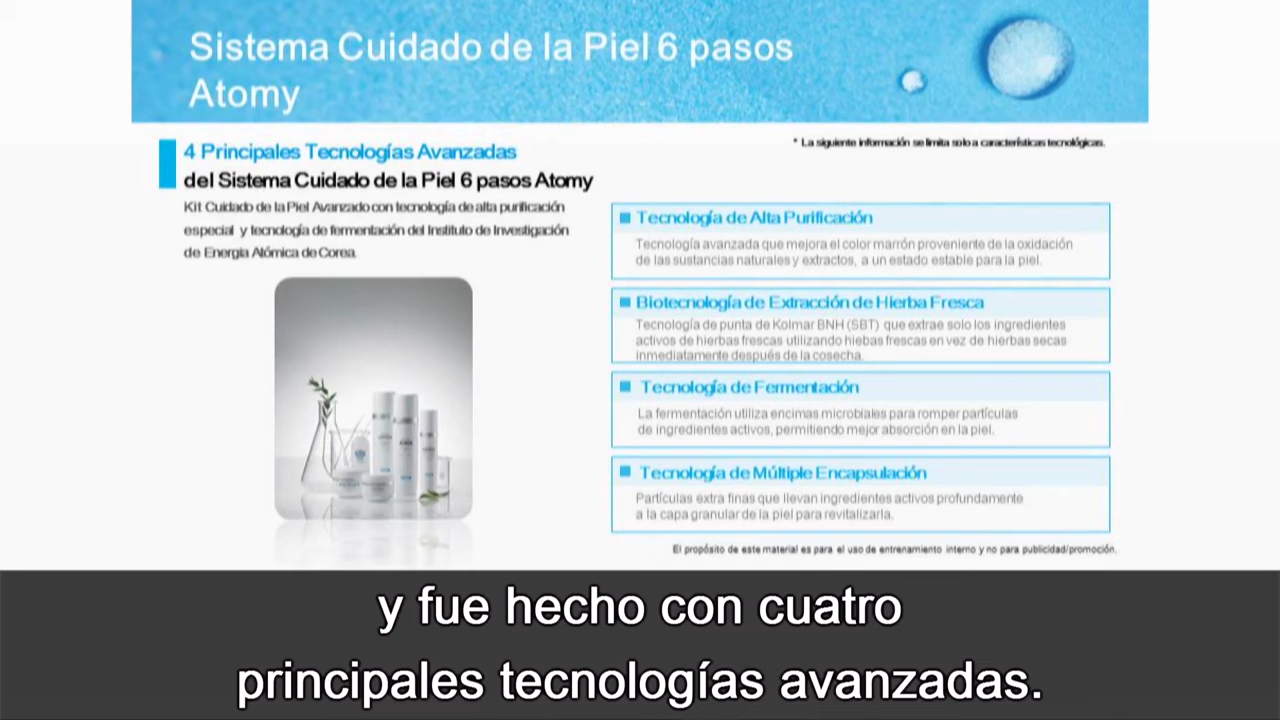 Sistema Cuidado de la Piel 6 pasos
Atomy
4 Principales Tecnologías Avanzadas
del Sistema Cuidado de la Piel 6 pasos Atomy
Kit Cuidado de la Piel Avanzado con tecnología de alta purificación
especial y tecnología de fermentación del Instituto de Investigación
de Energía Atómica de Corea.
* La siguiente información se limita solo a características tecnológicas.
Tecnología de Alta Purificación
Tecnología avanzada que mejora el color marrón proveniente de la oxidación
de las sustancias naturales y extractos, a un estado estable para la piel.
Biotecnología de Extracción de Hierba Fresca
Tecnología de punta de Kolmar BNH (SBT) que extrae solo los ingredientes
activos de hierbas frescas utilizando hiebas frescas en vez de hierbas secas
inmediatamente después de la cosecha.
Tecnología de Fermentación
La fermentación utiliza encimas microbiales para romper partículas
de ingredientes activos, permitiendo mejor absorción en la piel.
Tecnología de Múltiple Encapsulación
Partículas extra finas que llevan ingredientes activos profundamente
a la capa granular de la piel para revitalizarla.
El propósito de este material es para el uso de entrenamiento interno y no para publicidad/promoción.
y fue hecho con cuatro
principales tecnologías avanzadas.